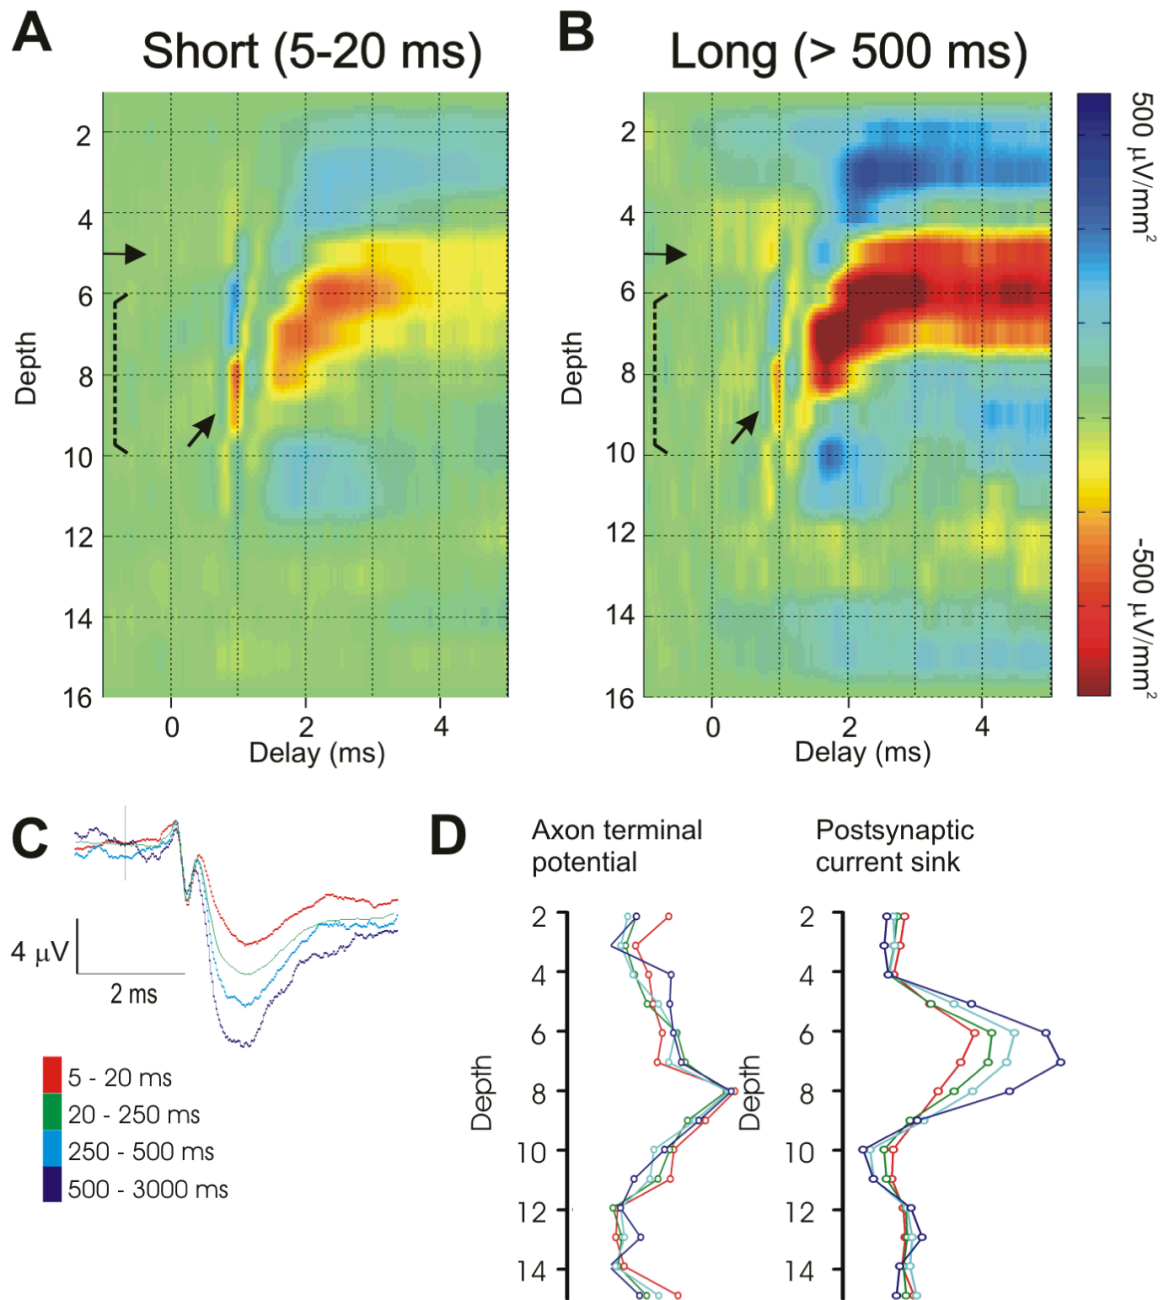 A
Short (5-20 ms)
B
Long (> 500 ms)
2
4
6
8
10
12
14
16
Depth
0
2
4
Delay (ms)
2
4
6
8
10
12
14
16
Depth
0
2
4
Delay (ms)
500 μV/mm²
-500 μV/mm²
C
4 μV
2 ms
5 - 20 ms
20 - 250 ms
250 - 500 ms
500 - 3000 ms
D
Axon terminal
potential
Postsynaptic
current sink
2
4
6
8
10
12
14
Depth
2
4
6
8
10
12
14
Depth